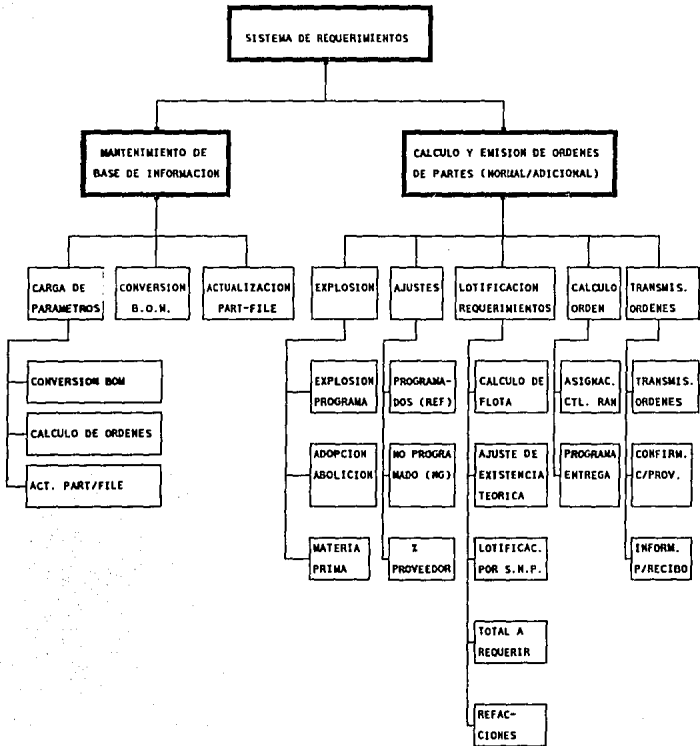 SISTEMA DE REQUERIMIENTOS
MANTENIMIENTO DE
BASE DE INFORMACION
CALCULO Y EMISION DE ORDENES
DE PARTES (NORMAL/ADICIONAL)
CARGA DE
PARAMETROS
CONVERSION
B.O.M.
ACTUALIZACION
PART-FILE
EXPLOSION
AJUSTES
LOTIFICACION
REQUERIMIENTOS
CALCULO
ORDEN
TRANSMIS.
ORDENES
CONVERSION BOM
CALCULO DE ORDENES
ACT. PART/FILE
EXPLOSION
PROGRAMA
ADOPCION
ABOLICION
MATERIA
PRIMA
PROGRAMA-
DOS (REF)
NO PROGRA
MADO (NG)
%
PROVEEDOR
CALCULO DE
FLOTA
AJUSTE DE
EXISTENCIA
TEORICA
LOTIFICAC.
POR S.N.P.
TOTAL A
REQUERIR
REFAC-
CIONES
ASIGNAC.
CTL. RAN
PROGRAMA
ENTREGA
TRANSMIS.
ORDENES
CONFIRM.
C/PROV.
INFORM.
P/RECIBO